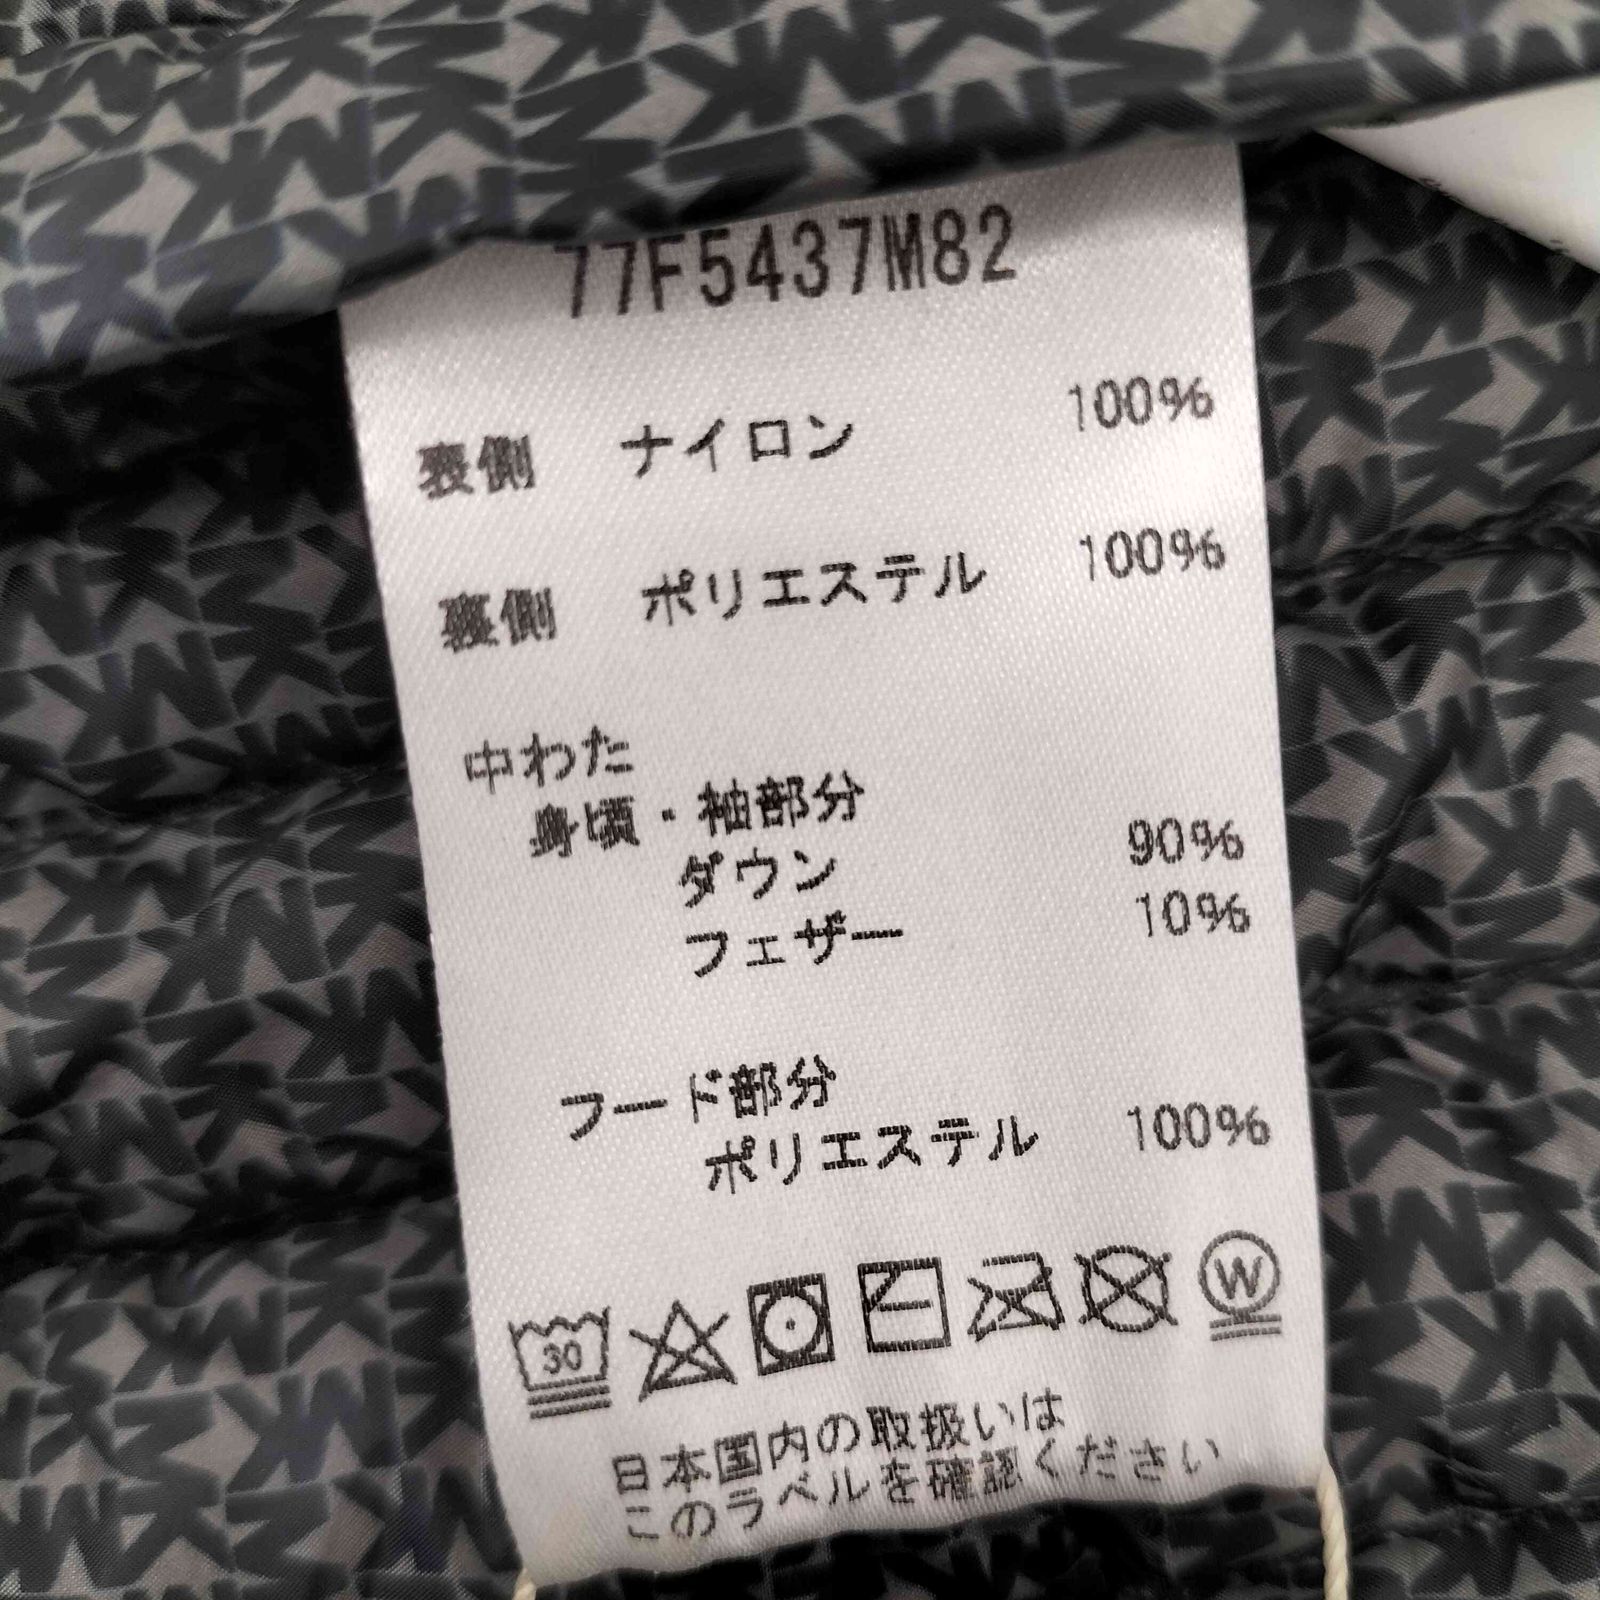 77F5437M82
表側 ナイロン 100%
裏側 ポリエステル 100%
中わた
身頃・袖部分
ダウン 90%
フェザー 10%
フード部分
ポリエステル 100%
30
W
日本国内の取扱いは
このラベルを確認ください